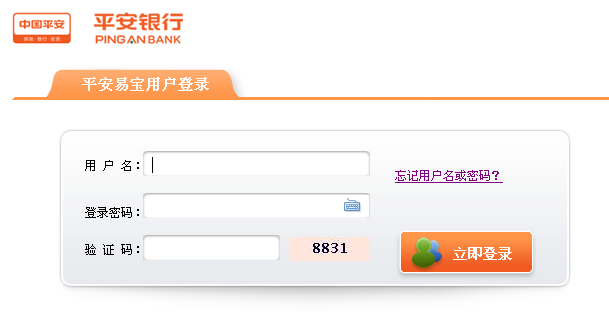 中国平安
保险·银行·投资
平安银行
PING AN BANK
平安易宝用户登录
用 户 名：
忘记用户名或密码？
登录密码：
验 证 码：
8831
立即登录